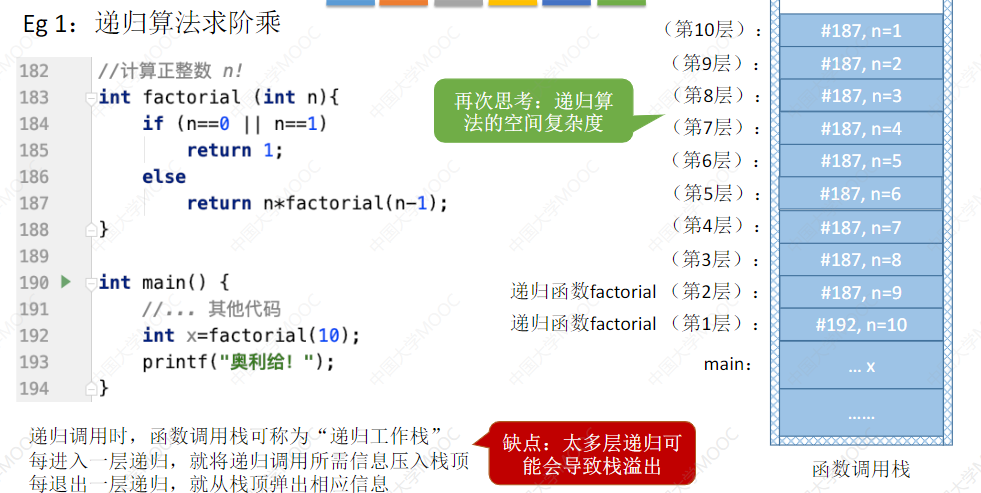 Eg 1：递归算法求阶乘
182 //计算正整数 n!
183 int factorial (int n){
184 if (n==0 || n==1)
185 return 1;
186 else
187 return n*factorial(n-1);
188 }
189
190 int main() {
191 //... 其他代码
192 int x=factorial(10);
193 printf("奥利给！");
194 }
再次思考：递归算
法的空间复杂度
（第10层）： #187, n=1
（第9层）： #187, n=2
（第8层）： #187, n=3
（第7层）： #187, n=4
（第6层）： #187, n=5
（第5层）： #187, n=6
（第4层）： #187, n=7
（第3层）： #187, n=8
递归函数factorial（第2层）： #187, n=9
递归函数factorial（第1层）： #192, n=10
main： ... x
……
函数调用栈
递归调用时，函数调用栈可称为“递归工作栈”
每进入一层递归，就将递归调用所需信息压入栈顶
每退出一层递归，就从栈顶弹出相应信息
缺点：太多层递归可
能会导致栈溢出
中国大学MOOC